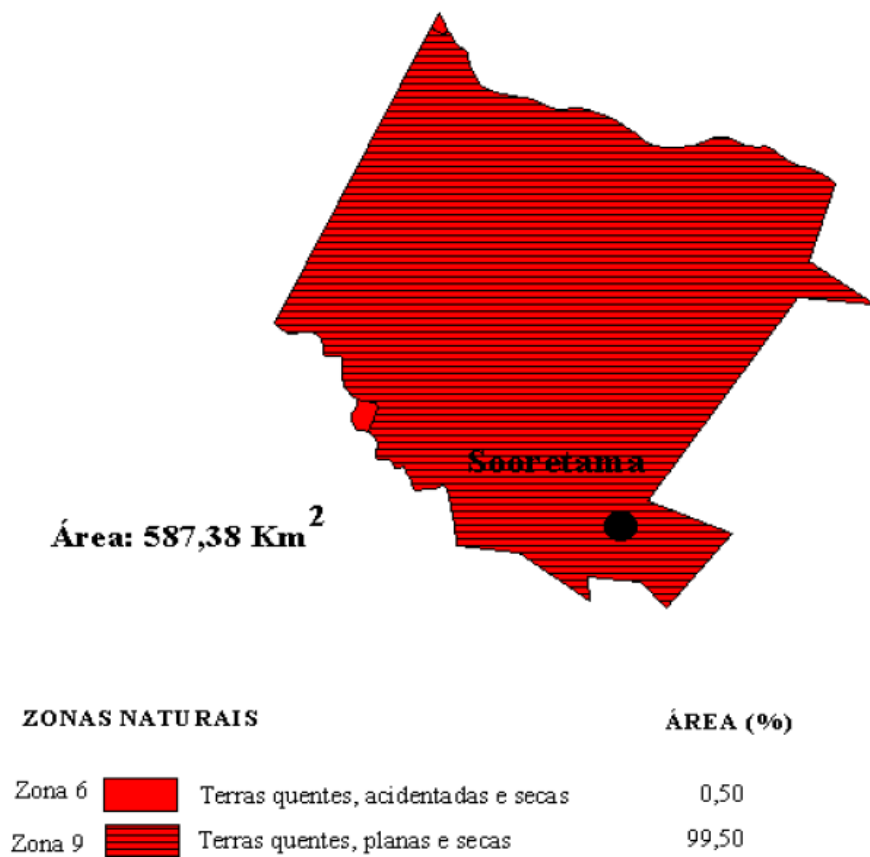 Sooretama
Área: 587,38 Km²
ZONAS NATURAIS ÁREA (%)
Zona 6 Terras quentes, acidentadas e secas 0,50
Zona 9 Terras quentes, planas e secas 99,50